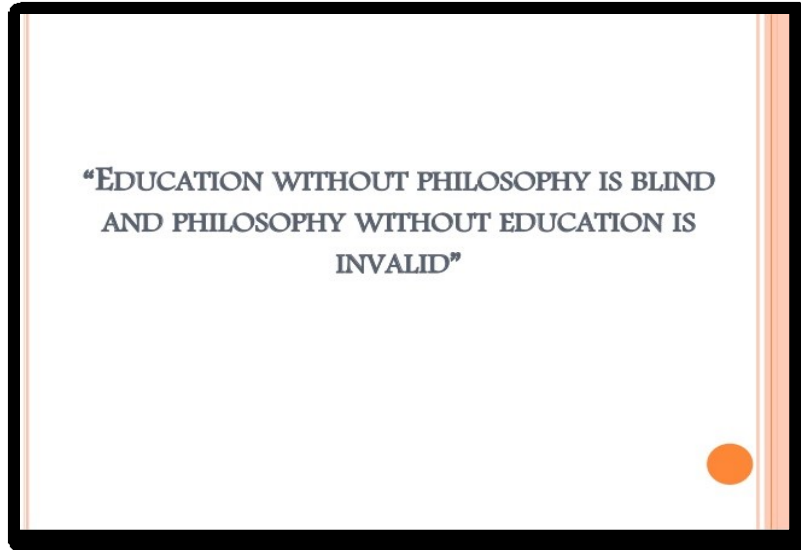 “Education without philosophy is blind
and philosophy without education is
invalid”